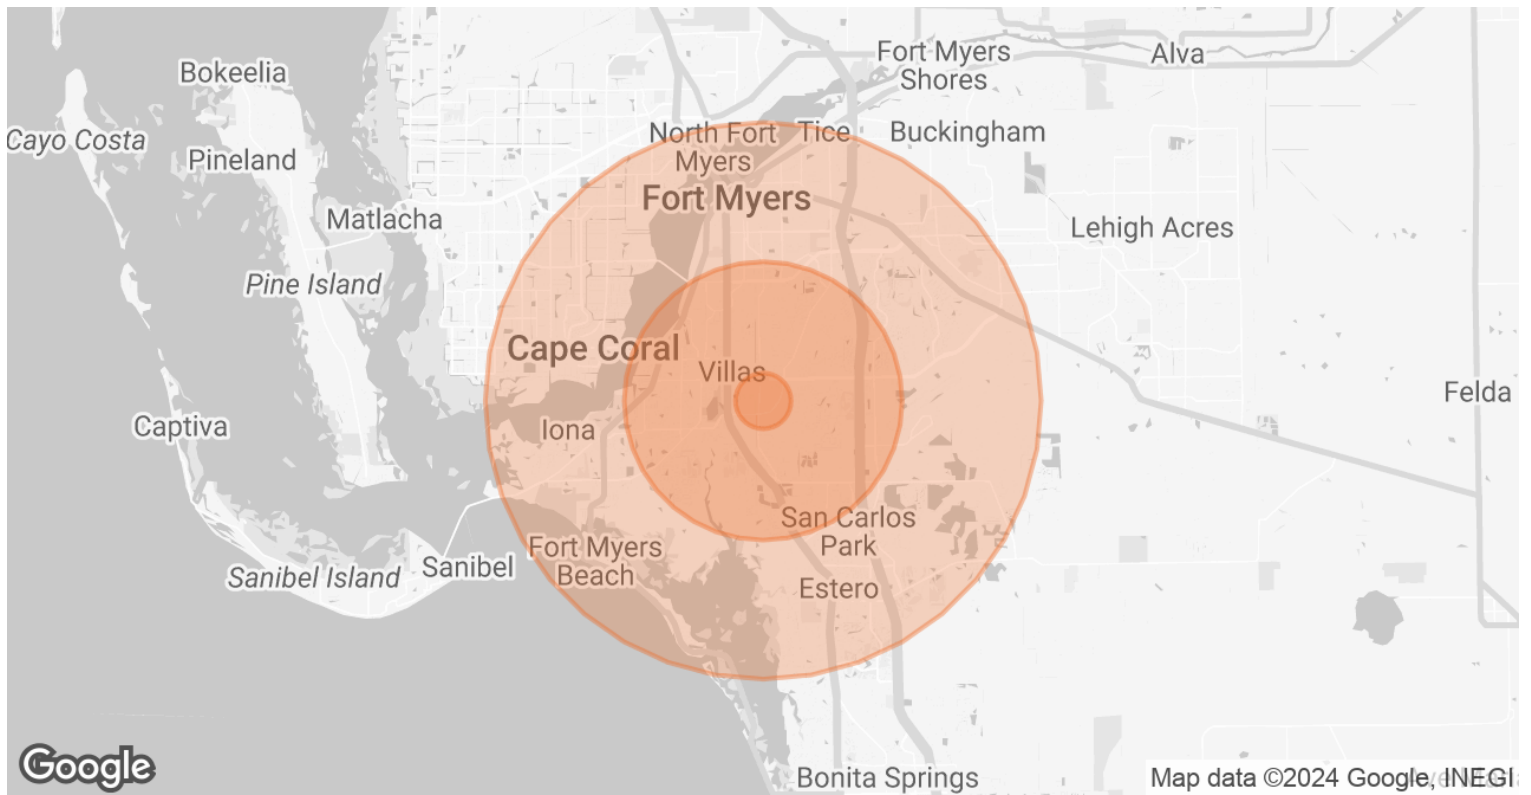 Fort Myers
Shores
Alva
Bokeelia
Cayo Costa
North Fort
Myers
Tice
Buckingham
Pineland
Fort Myers
Matlacha
Lehigh Acres
Pine Island
Cape Coral
Villas
Felda
Captiva
Iona
San Carlos
Park
Fort Myers
Beach
Sanibel
Sanibel Island
Estero
Google
Bonita Springs
Map data ©2024 Google, INEGI